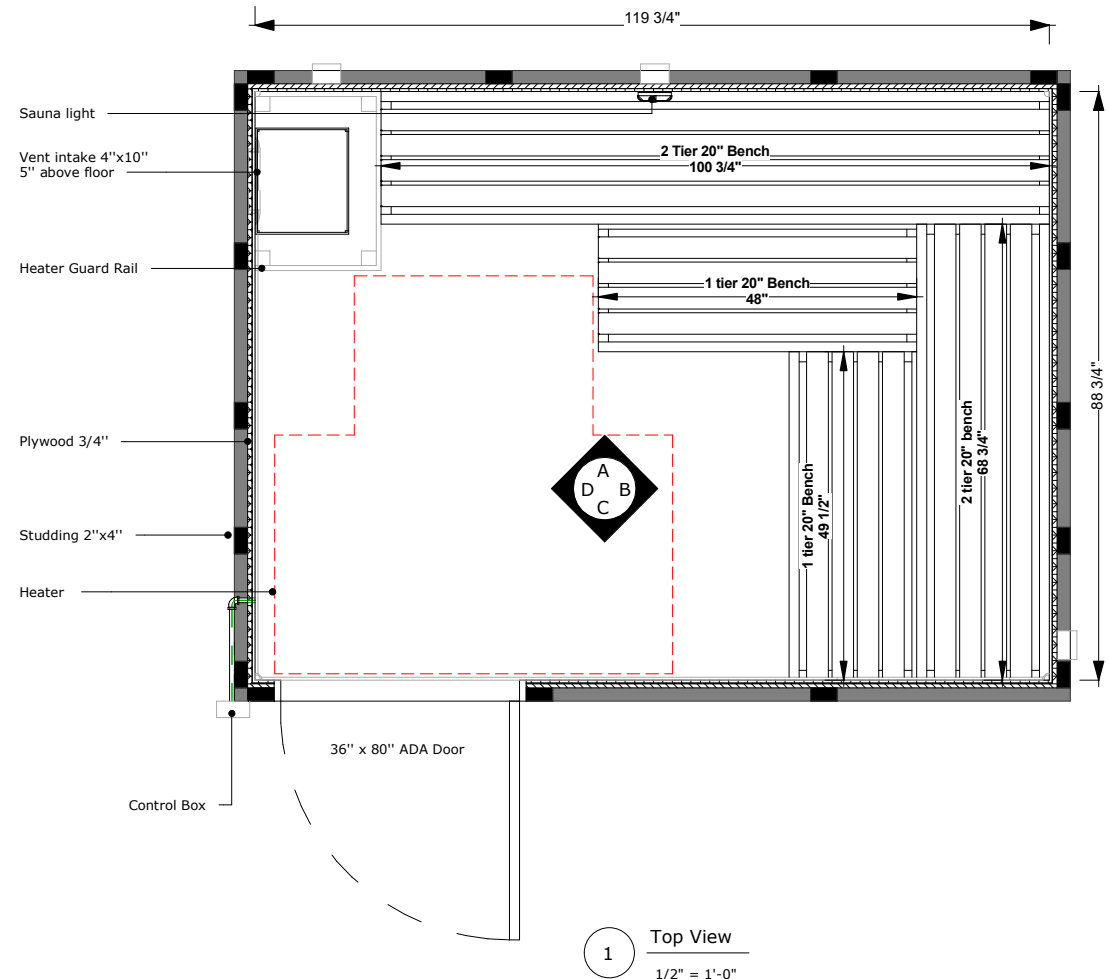 119 3/4"
Sauna light
Vent intake 4''x10''
5'' above floor
2 Tier 20" Bench
100 3/4"
Heater Guard Rail
1 tier 20" Bench
48"
88 3/4"
Plywood 3/4''
2 tier 20" bench
68 3/4"
A
D B
C
1 tier 20" Bench
49 1/2"
Studding 2''x4''
Heater
36'' x 80'' ADA Door
Control Box
1
Top View
1/2" = 1'-0"